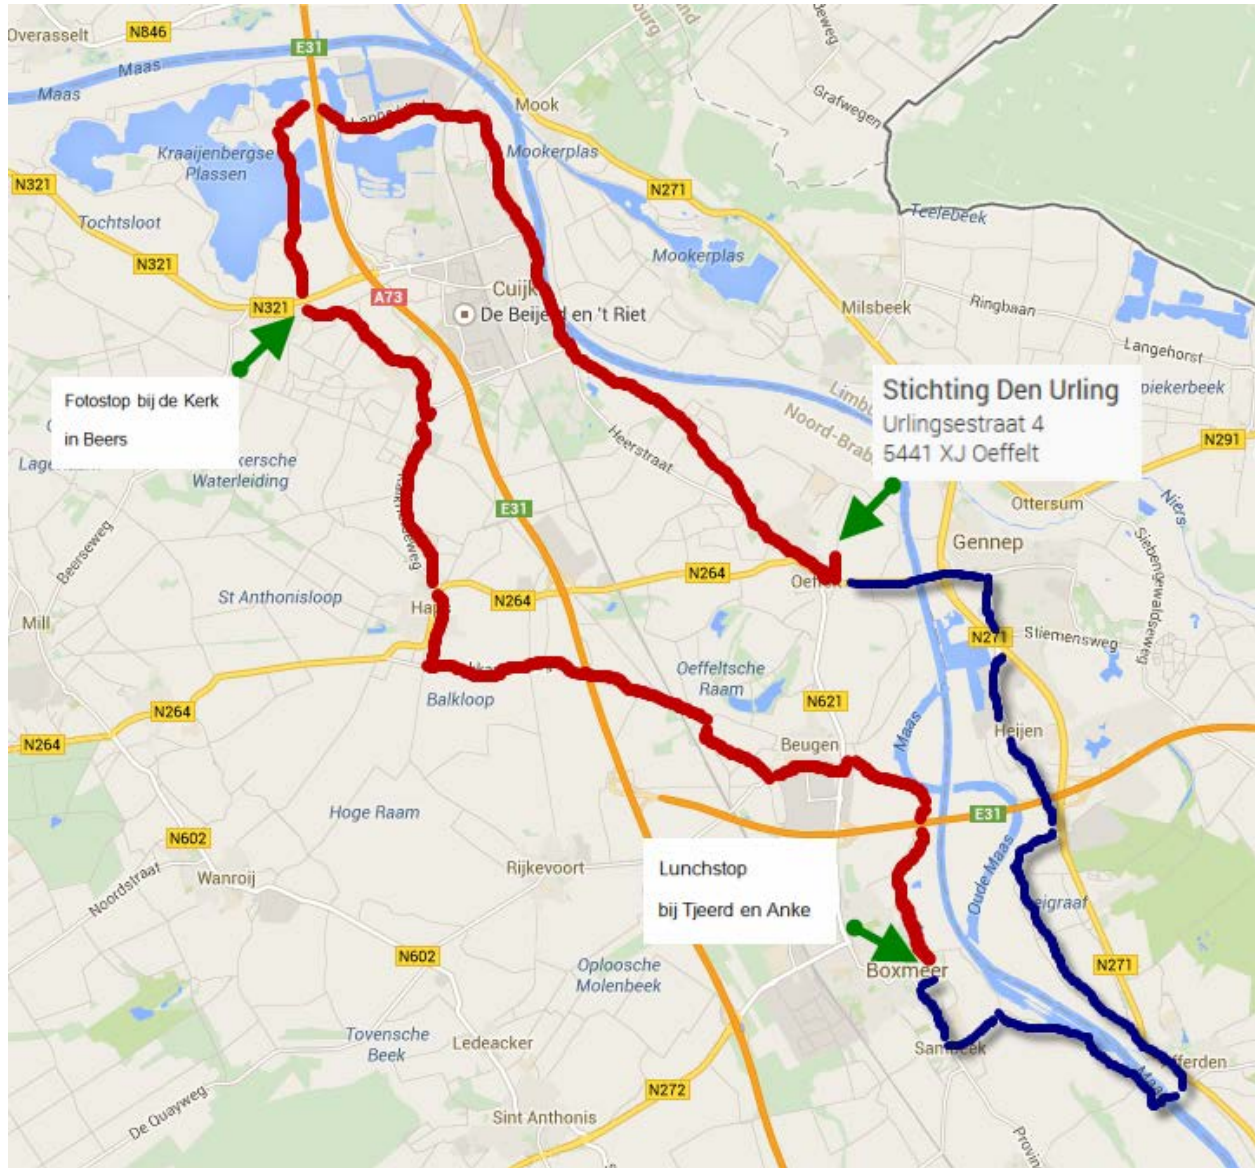 Overasselt
N846
E31
Maas
Maas
Mook
Grafwegen
Mookerplas
Kraaijenbergse
Plassen
N321
N271
Tochtsloot
Teelebeek
N321
Mookerplas
A73
Cuijk
N321
De Beijerd en 't Riet
Milsbeek
Ringbaan
Langehorst
Fotostop bij de Kerk
in Beers
Stichting Den Urling
Urlingsestraat 4
5441 XJ Oeffelt
Heerstraat
N291
Waterleiding
Ottersum
Niers
E31
Beerseweg
Gennep
Siebengewaldseweg
St Anthonisloop
N264
N264
Mill
N271
Stiemensweg
Oeffeltsche
Raam
Balkloop
N621
N264
N264
Maas
Heijen
Beugen
Hoge Raam
E31
N602
Lunchstop
bij Tjeerd en Anke
Rijkevoort
Wanroij
Noordstraat
Oude Maas
N602
N271
Oploosche
Molenbeek
Boxmeer
Tovensche
Beek
Ledeacker
Sambeek
N272
De Quayweg
Sint Anthonis